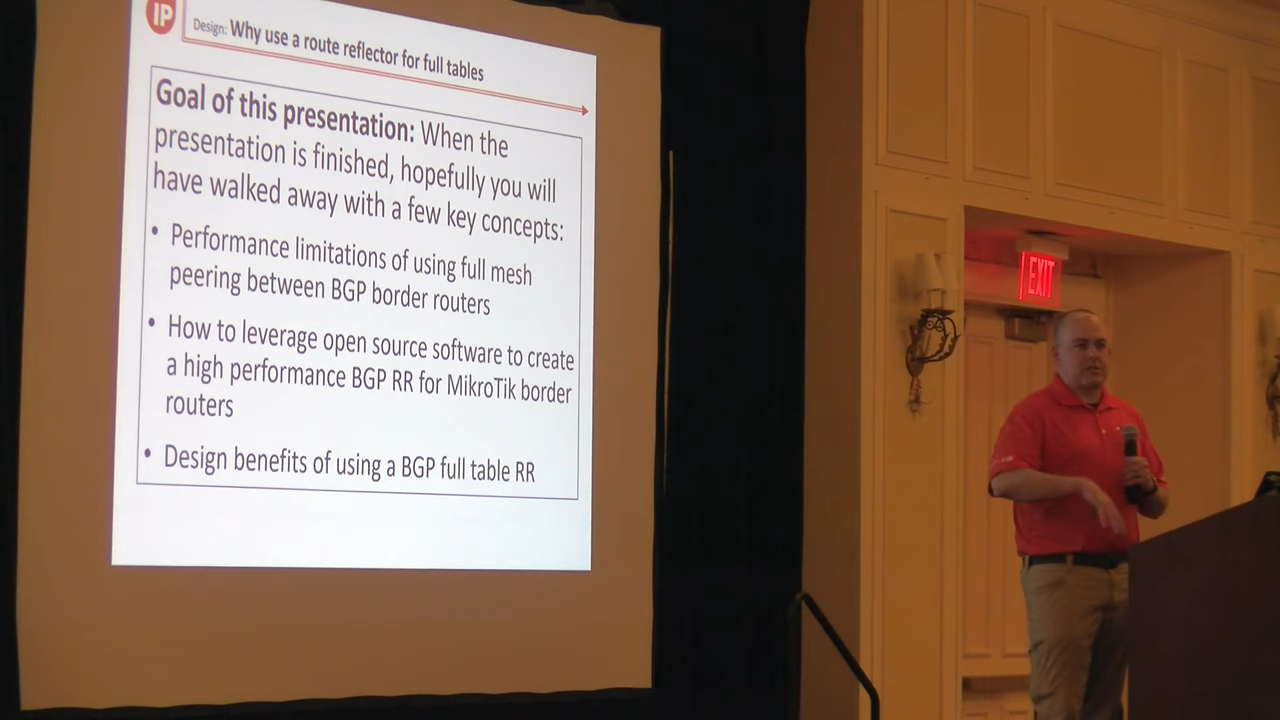 IP
Design: Why use a route reflector for full tables
Goal of this presentation: When the
presentation is finished, hopefully you will
have walked away with a few key concepts:
• Performance limitations of using full mesh
peering between BGP border routers
• How to leverage open source software to create
a high performance BGP RR for MikroTik border
routers
• Design benefits of using a BGP full table RR
EXIT